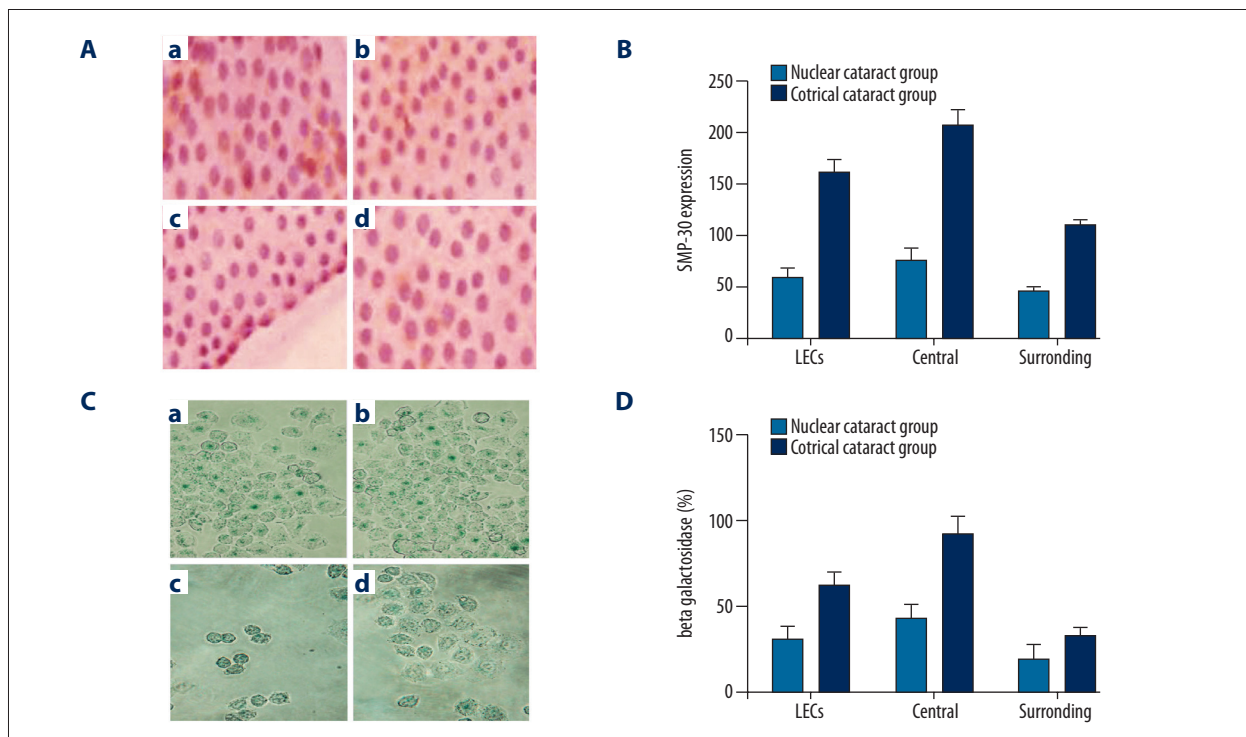 A
a
b
c
d
B
Nuclear cataract group
Cotrical cataract group
250
200
150
100
50
0
SMP-30 expression
LECs
Central
Surronding
C
a
b
c
d
D
Nuclear cataract group
Cotrical cataract group
150
100
50
0
beta galactosidase (%)
LECs
Central
Surronding